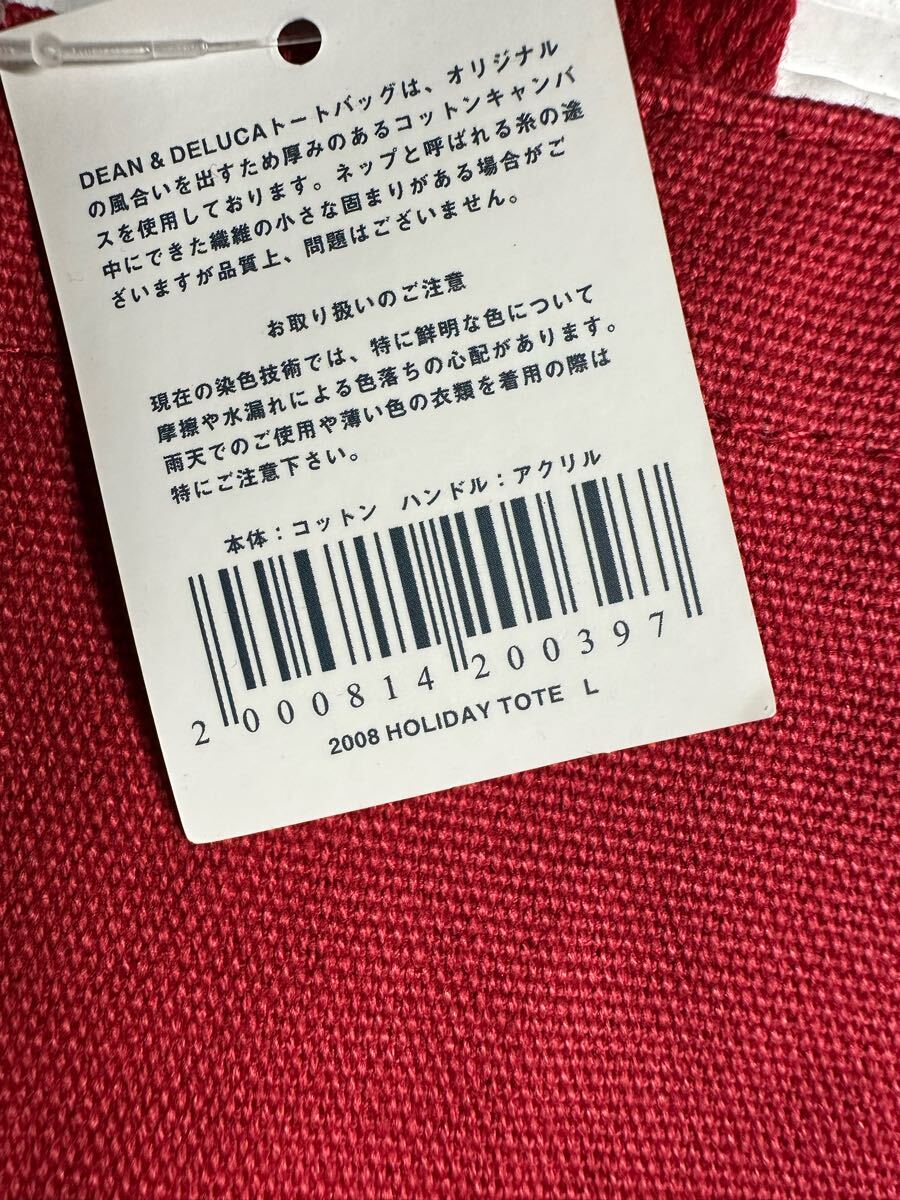 DEAN & DELUCAトートバッグは、オリジナル
の風合いを出すため厚みのあるコットンキャンバ
スを使用しております。ネップと呼ばれる糸の途
中にできた繊維の小さな固まりがある場合がご
ざいますが品質上、問題はございません。
お取り扱いのご注意
現在の染色技術では、特に鮮明な色について
摩擦や水漏れによる色落ちの心配があります。
雨天でのご使用や薄い色の衣類を着用の際は
特にご注意下さい。
本体：コットン　ハンドル：アクリル
2 000814 200397
2008 HOLIDAY TOTE L